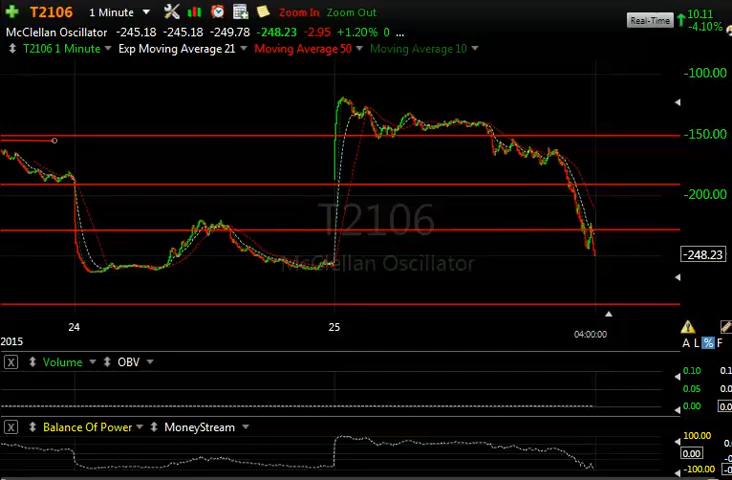 T2106 1 Minute Zoom In Zoom Out
Real-Time 10.11
-4.10%
McClellan Oscillator -245.18 -245.18 -249.78 -248.23 -2.95 +1.20% 0 ...
T2106 1 Minute Exp Moving Average 21 Moving Average 50 Moving Average 10
-100.00
-150.00
-200.00
T2106
McClellan Oscillator
-248.23
24 25
04:00:00
2015
A L % F
X Volume OBV
0.10
0.05
0.00
X Balance Of Power MoneyStream
100.00
0.00
-100.00